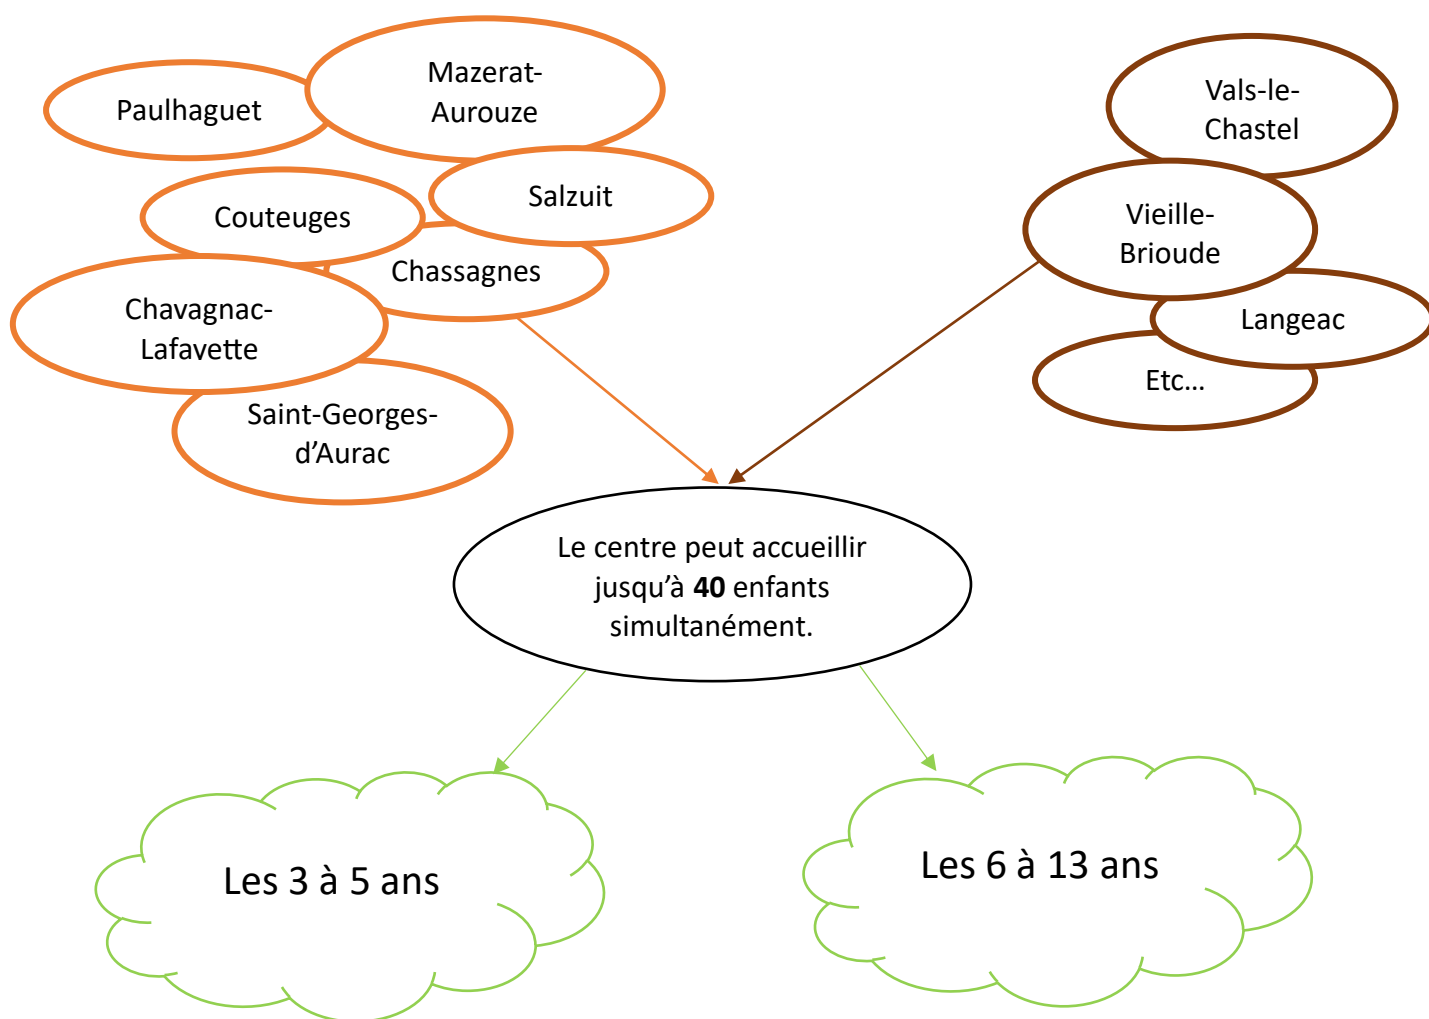 Paulhaguet
Mazerat-
Aurouze
Salzuit
Couteuges
Chassagnes
Chavagnac-
Lafavette
Saint-Georges-
d'Aurac
Vals-le-
Chastel
Vieille-
Brioude
Langeac
Etc...
Le centre peut accueillir
jusqu'à 40 enfants
simultanément.
Les 3 à 5 ans
Les 6 à 13 ans